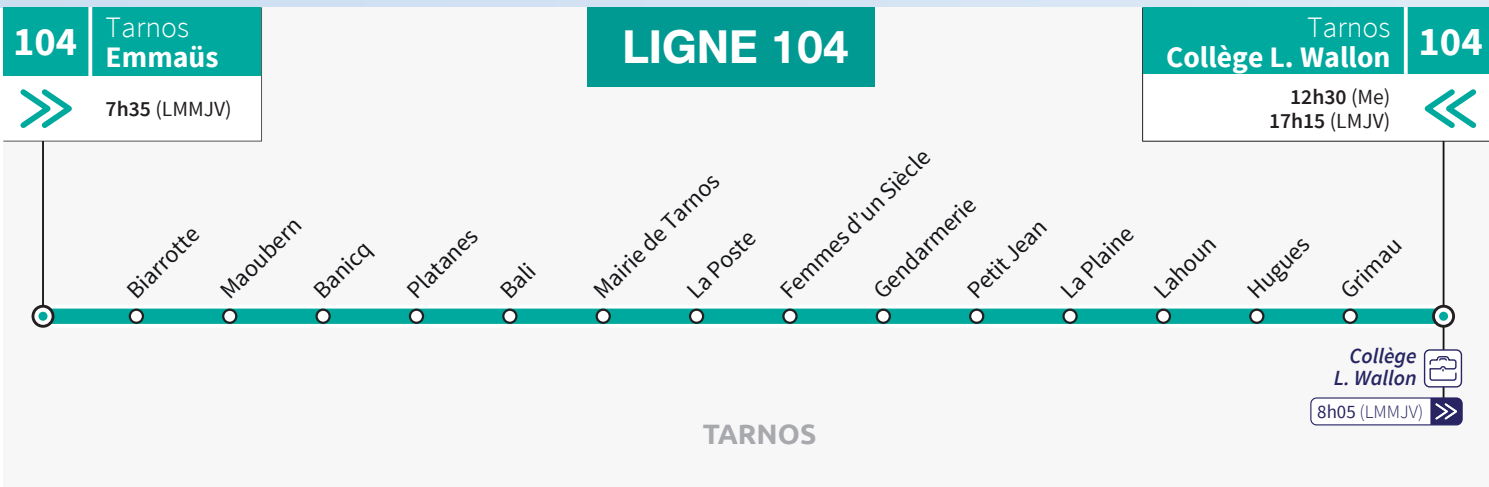 104
Tarnos
Emmaüs
7h35 (LMMJV)
LIGNE 104
Tarnos
Collège L. Wallon
104
12h30 (Me)
17h15 (LMJV)
Biarrotte
Maoubern
Banicq
Platanes
Bali
Mairie de Tarnos
La Poste
Femmes d'un Siècle
Gendarmerie
Petit Jean
La Plaine
Lahoun
Hugues
Grimau
Collège
L. Wallon
8h05 (LMMJV)
TARNOS